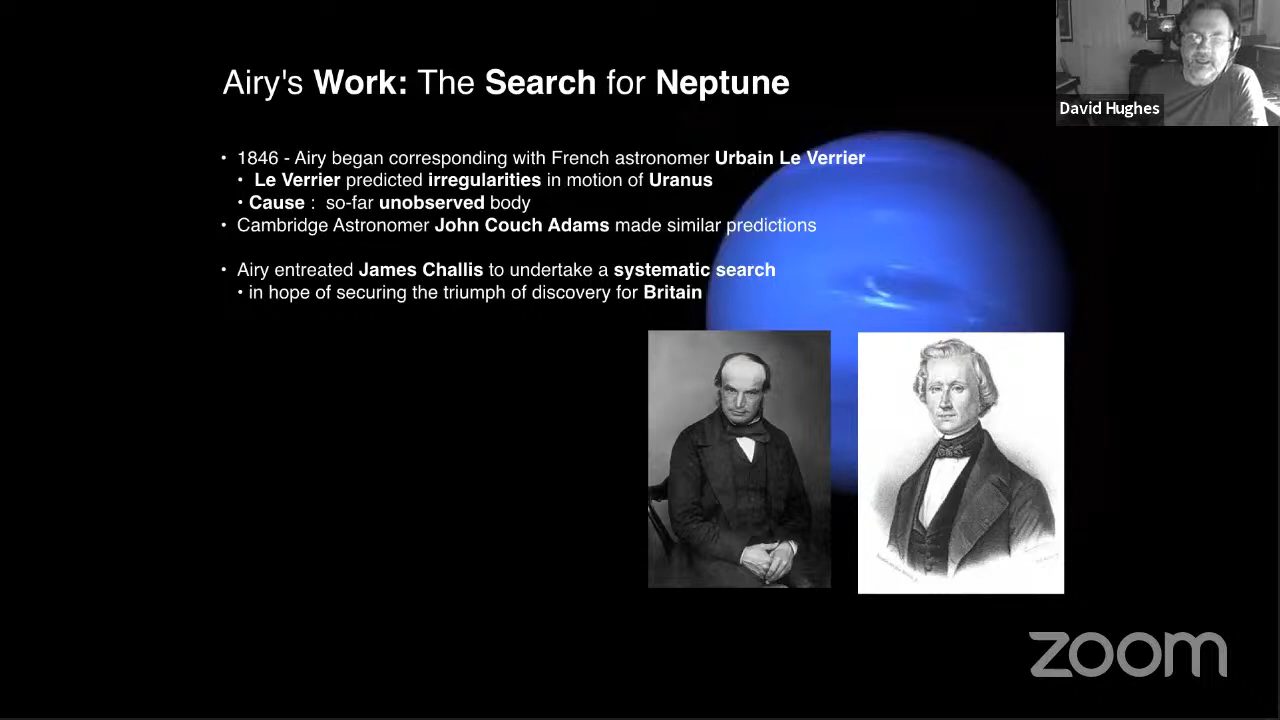 Airy's Work: The Search for Neptune
David Hughes
• 1846 - Airy began corresponding with French astronomer Urbain Le Verrier
• Le Verrier predicted irregularities in motion of Uranus
• Cause : so-far unobserved body
• Cambridge Astronomer John Couch Adams made similar predictions
• Airy entreated James Challis to undertake a systematic search
• in hope of securing the triumph of discovery for Britain
zoom